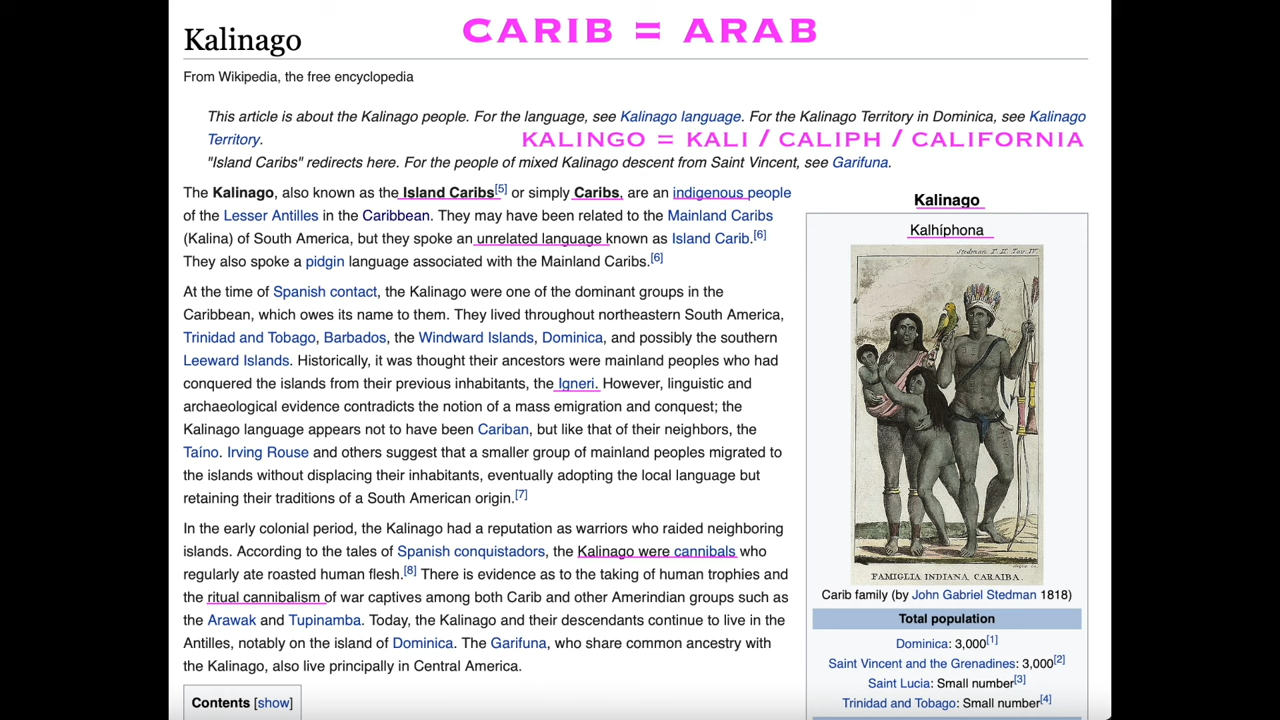 CARIB = ARAB
Kalinago
From Wikipedia, the free encyclopedia
This article is about the Kalinago people. For the language, see Kalinago language. For the Kalinago Territory in Dominica, see Kalinago
Territory.
KALINGO = KALI / CALIPH / CALIFORNIA
"Island Caribs" redirects here. For the people of mixed Kalinago descent from Saint Vincent, see Garifuna.
The Kalinago, also known as the Island Caribs[5] or simply Caribs, are an indigenous people
of the Lesser Antilles in the Caribbean. They may have been related to the Mainland Caribs
(Kalina) of South America, but they spoke an unrelated language known as Island Carib.[6]
They also spoke a pidgin language associated with the Mainland Caribs.[6]
At the time of Spanish contact, the Kalinago were one of the dominant groups in the
Caribbean, which owes its name to them. They lived throughout northeastern South America,
Trinidad and Tobago, Barbados, the Windward Islands, Dominica, and possibly the southern
Leeward Islands. Historically, it was thought their ancestors were mainland peoples who had
conquered the islands from their previous inhabitants, the Igneri. However, linguistic and
archaeological evidence contradicts the notion of a mass emigration and conquest; the
Kalinago language appears not to have been Cariban, but like that of their neighbors, the
Taíno. Irving Rouse and others suggest that a smaller group of mainland peoples migrated to
the islands without displacing their inhabitants, eventually adopting the local language but
retaining their traditions of a South American origin.[7]
In the early colonial period, the Kalinago had a reputation as warriors who raided neighboring
islands. According to the tales of Spanish conquistadors, the Kalinago were cannibals who
regularly ate roasted human flesh.[8] There is evidence as to the taking of human trophies and
the ritual cannibalism of war captives among both Carib and other Amerindian groups such as
the Arawak and Tupinamba. Today, the Kalinago and their descendants continue to live in the
Antilles, notably on the island of Dominica. The Garifuna, who share common ancestry with
the Kalinago, also live principally in Central America.
Contents [show]
Kalinago
Kalhíphona
Stedman T. II. Tav. IV.
FAMIGLIA INDIANA CARAIBA.
Carib family (by John Gabriel Stedman 1818)
Total population
Dominica: 3,000[1]
Saint Vincent and the Grenadines: 3,000[2]
Saint Lucia: Small number[3]
Trinidad and Tobago: Small number[4]